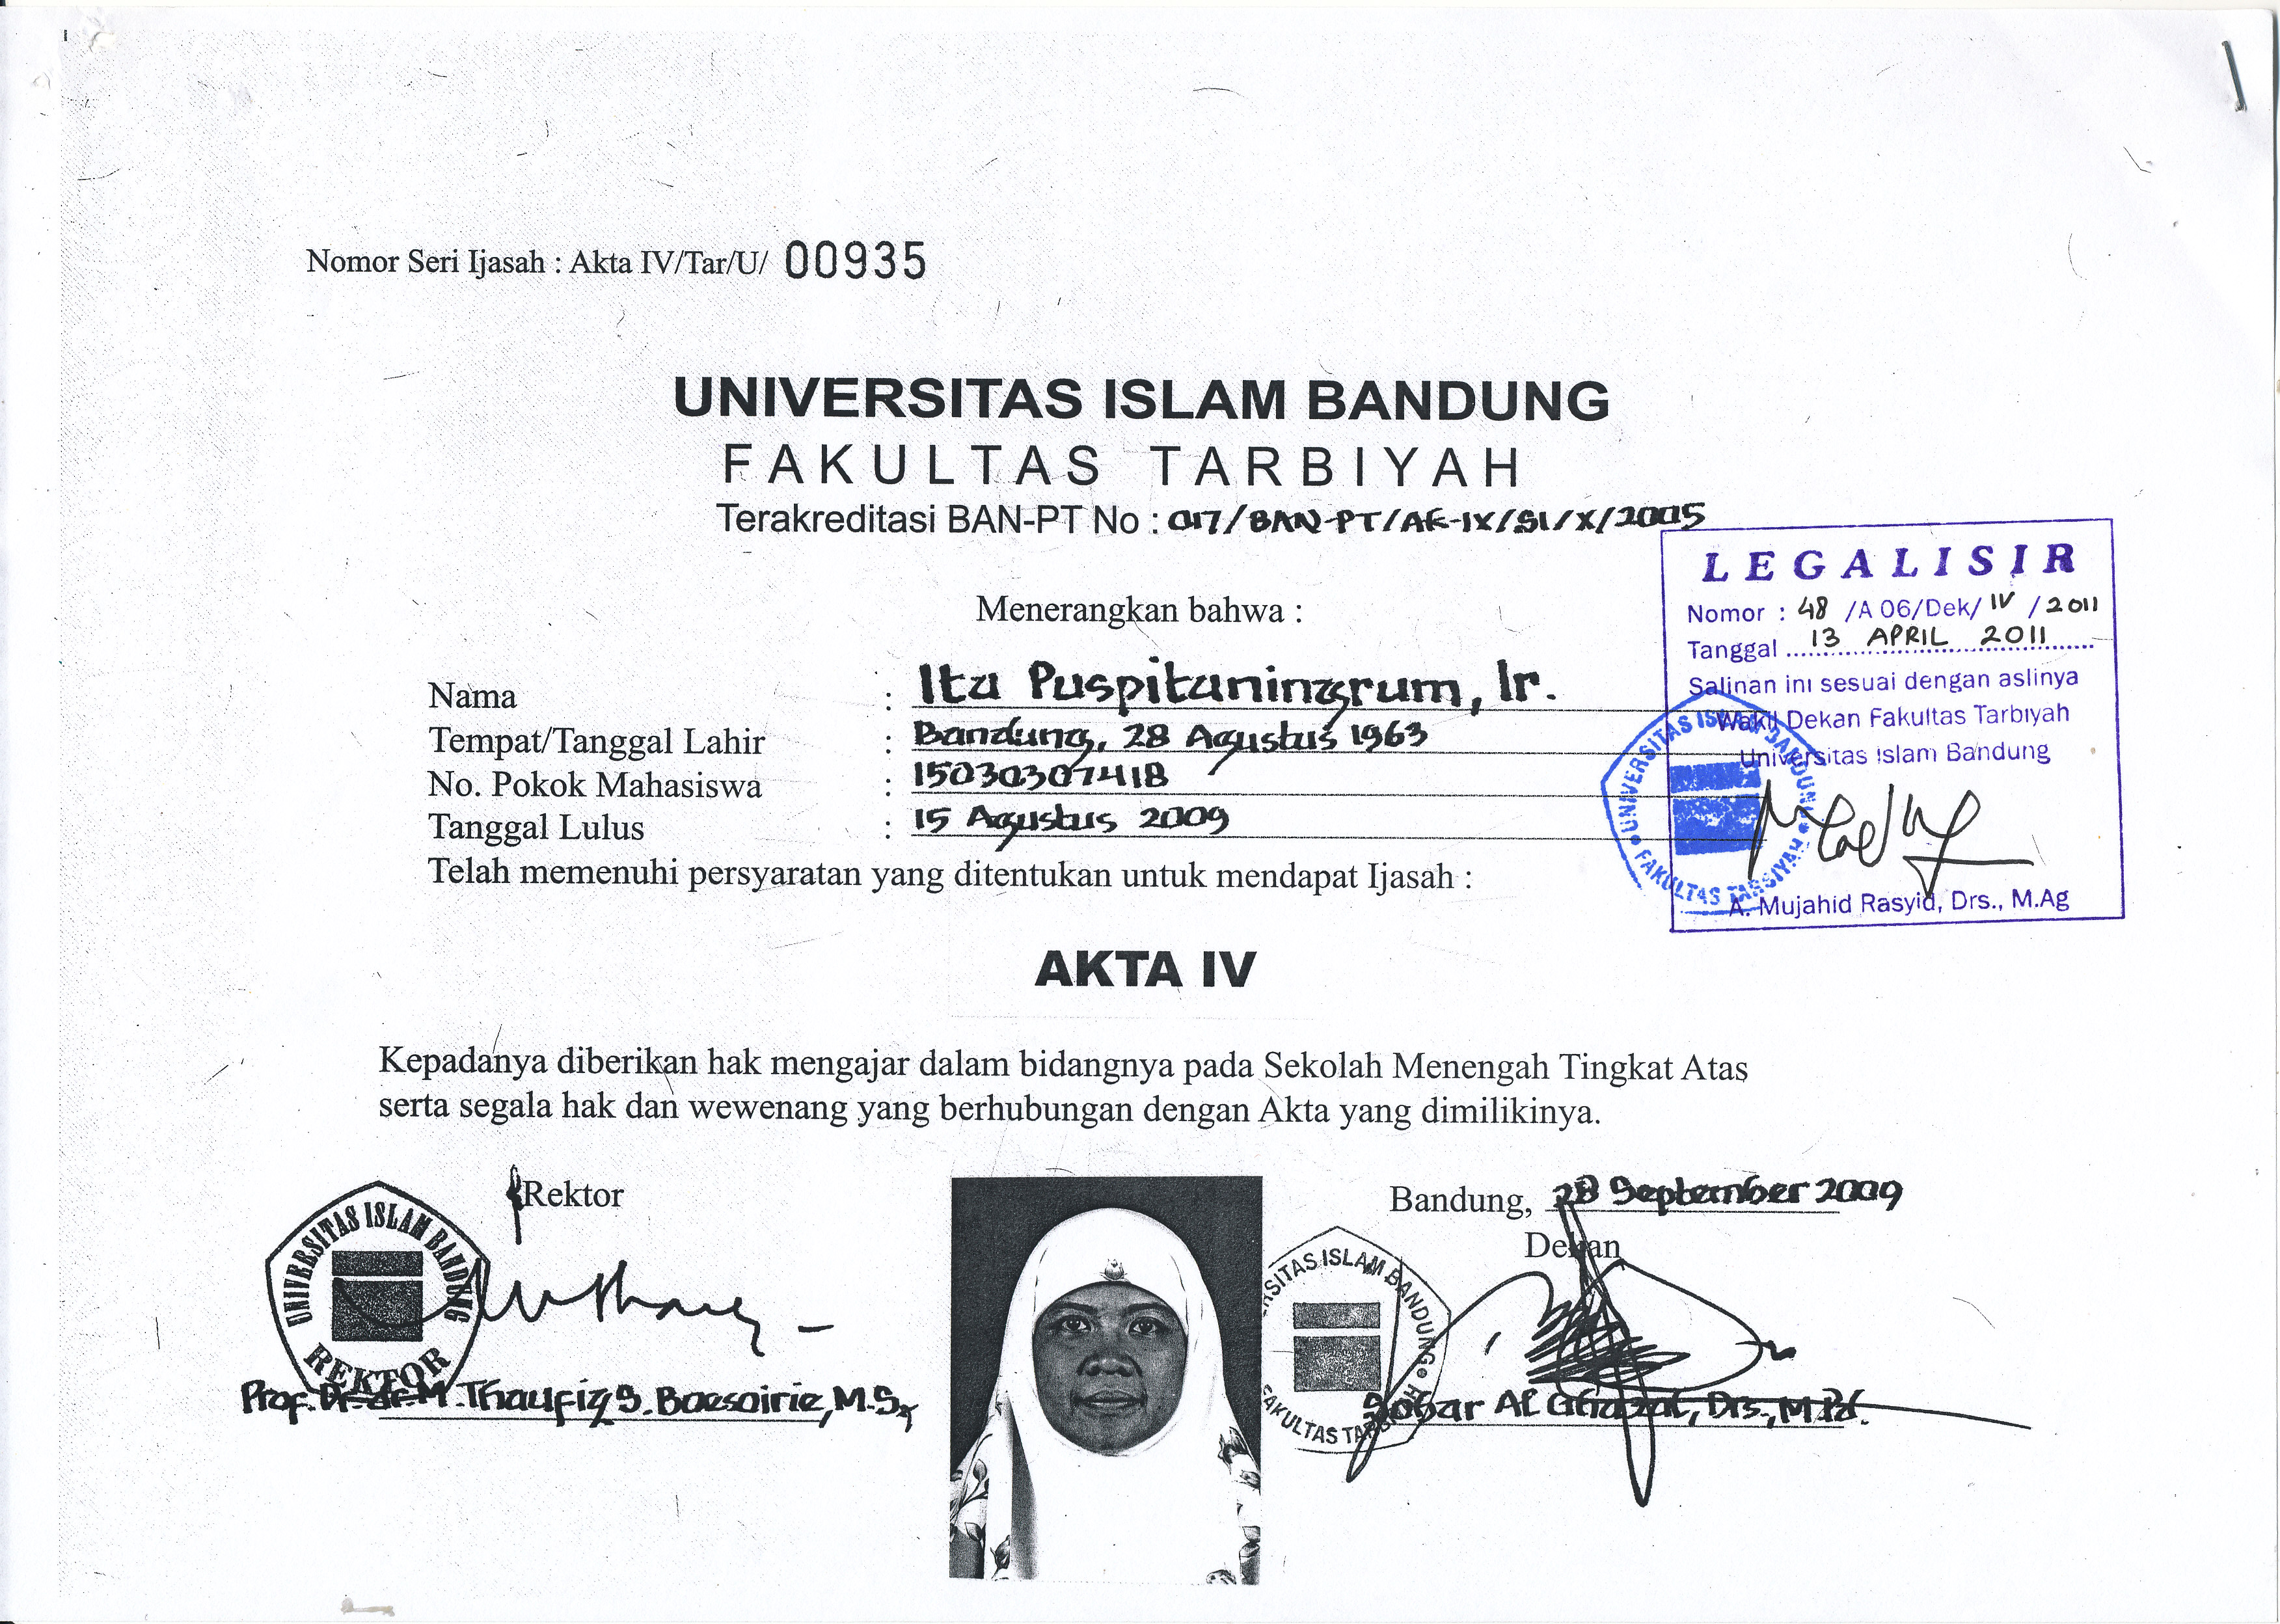 Nomor Seri Ijasah : Akta IV/Tar/U/ 00935
UNIVERSITAS ISLAM BANDUNG
FAKULTAS TARBIYAH
Terakreditasi BAN-PT No : 017/BAN-PT/AK-IX/S1/X/2005
Menerangkan bahwa :
Nama : Ita Puspitaningrum, Ir.
Tempat/Tanggal Lahir : Bandung, 28 Agustus 1963
No. Pokok Mahasiswa : 15030307418
Tanggal Lulus : 15 Agustus 2009
Telah memenuhi persyaratan yang ditentukan untuk mendapat Ijasah :
LEGALISIR
Nomor : 48 /A 06/Dek/ IV / 2011
Tanggal 13 APRIL 2011
Salinan ini sesuai dengan aslinya
Wakil Dekan Fakultas Tarbiyah
Universitas Islam Bandung
A. Mujahid Rasyid, Drs., M.Ag
UNIVERSITAS ISLAM BANDUNG
FAKULTAS TARBIYAH
AKTA IV
Kepadanya diberikan hak mengajar dalam bidangnya pada Sekolah Menengah Tingkat Atas
serta segala hak dan wewenang yang berhubungan dengan Akta yang dimilikinya.
Rektor
UNIVERSITAS ISLAM BANDUNG
REKTOR
Prof. Dr. dr. M. Thaufiq S. Boesoirie, M.S.
Bandung, 28 September 2009
Dekan
SITAS ISLAM BANDUNG
FAKULTAS
Sobar Al Ghazal, Drs., M.Pd.